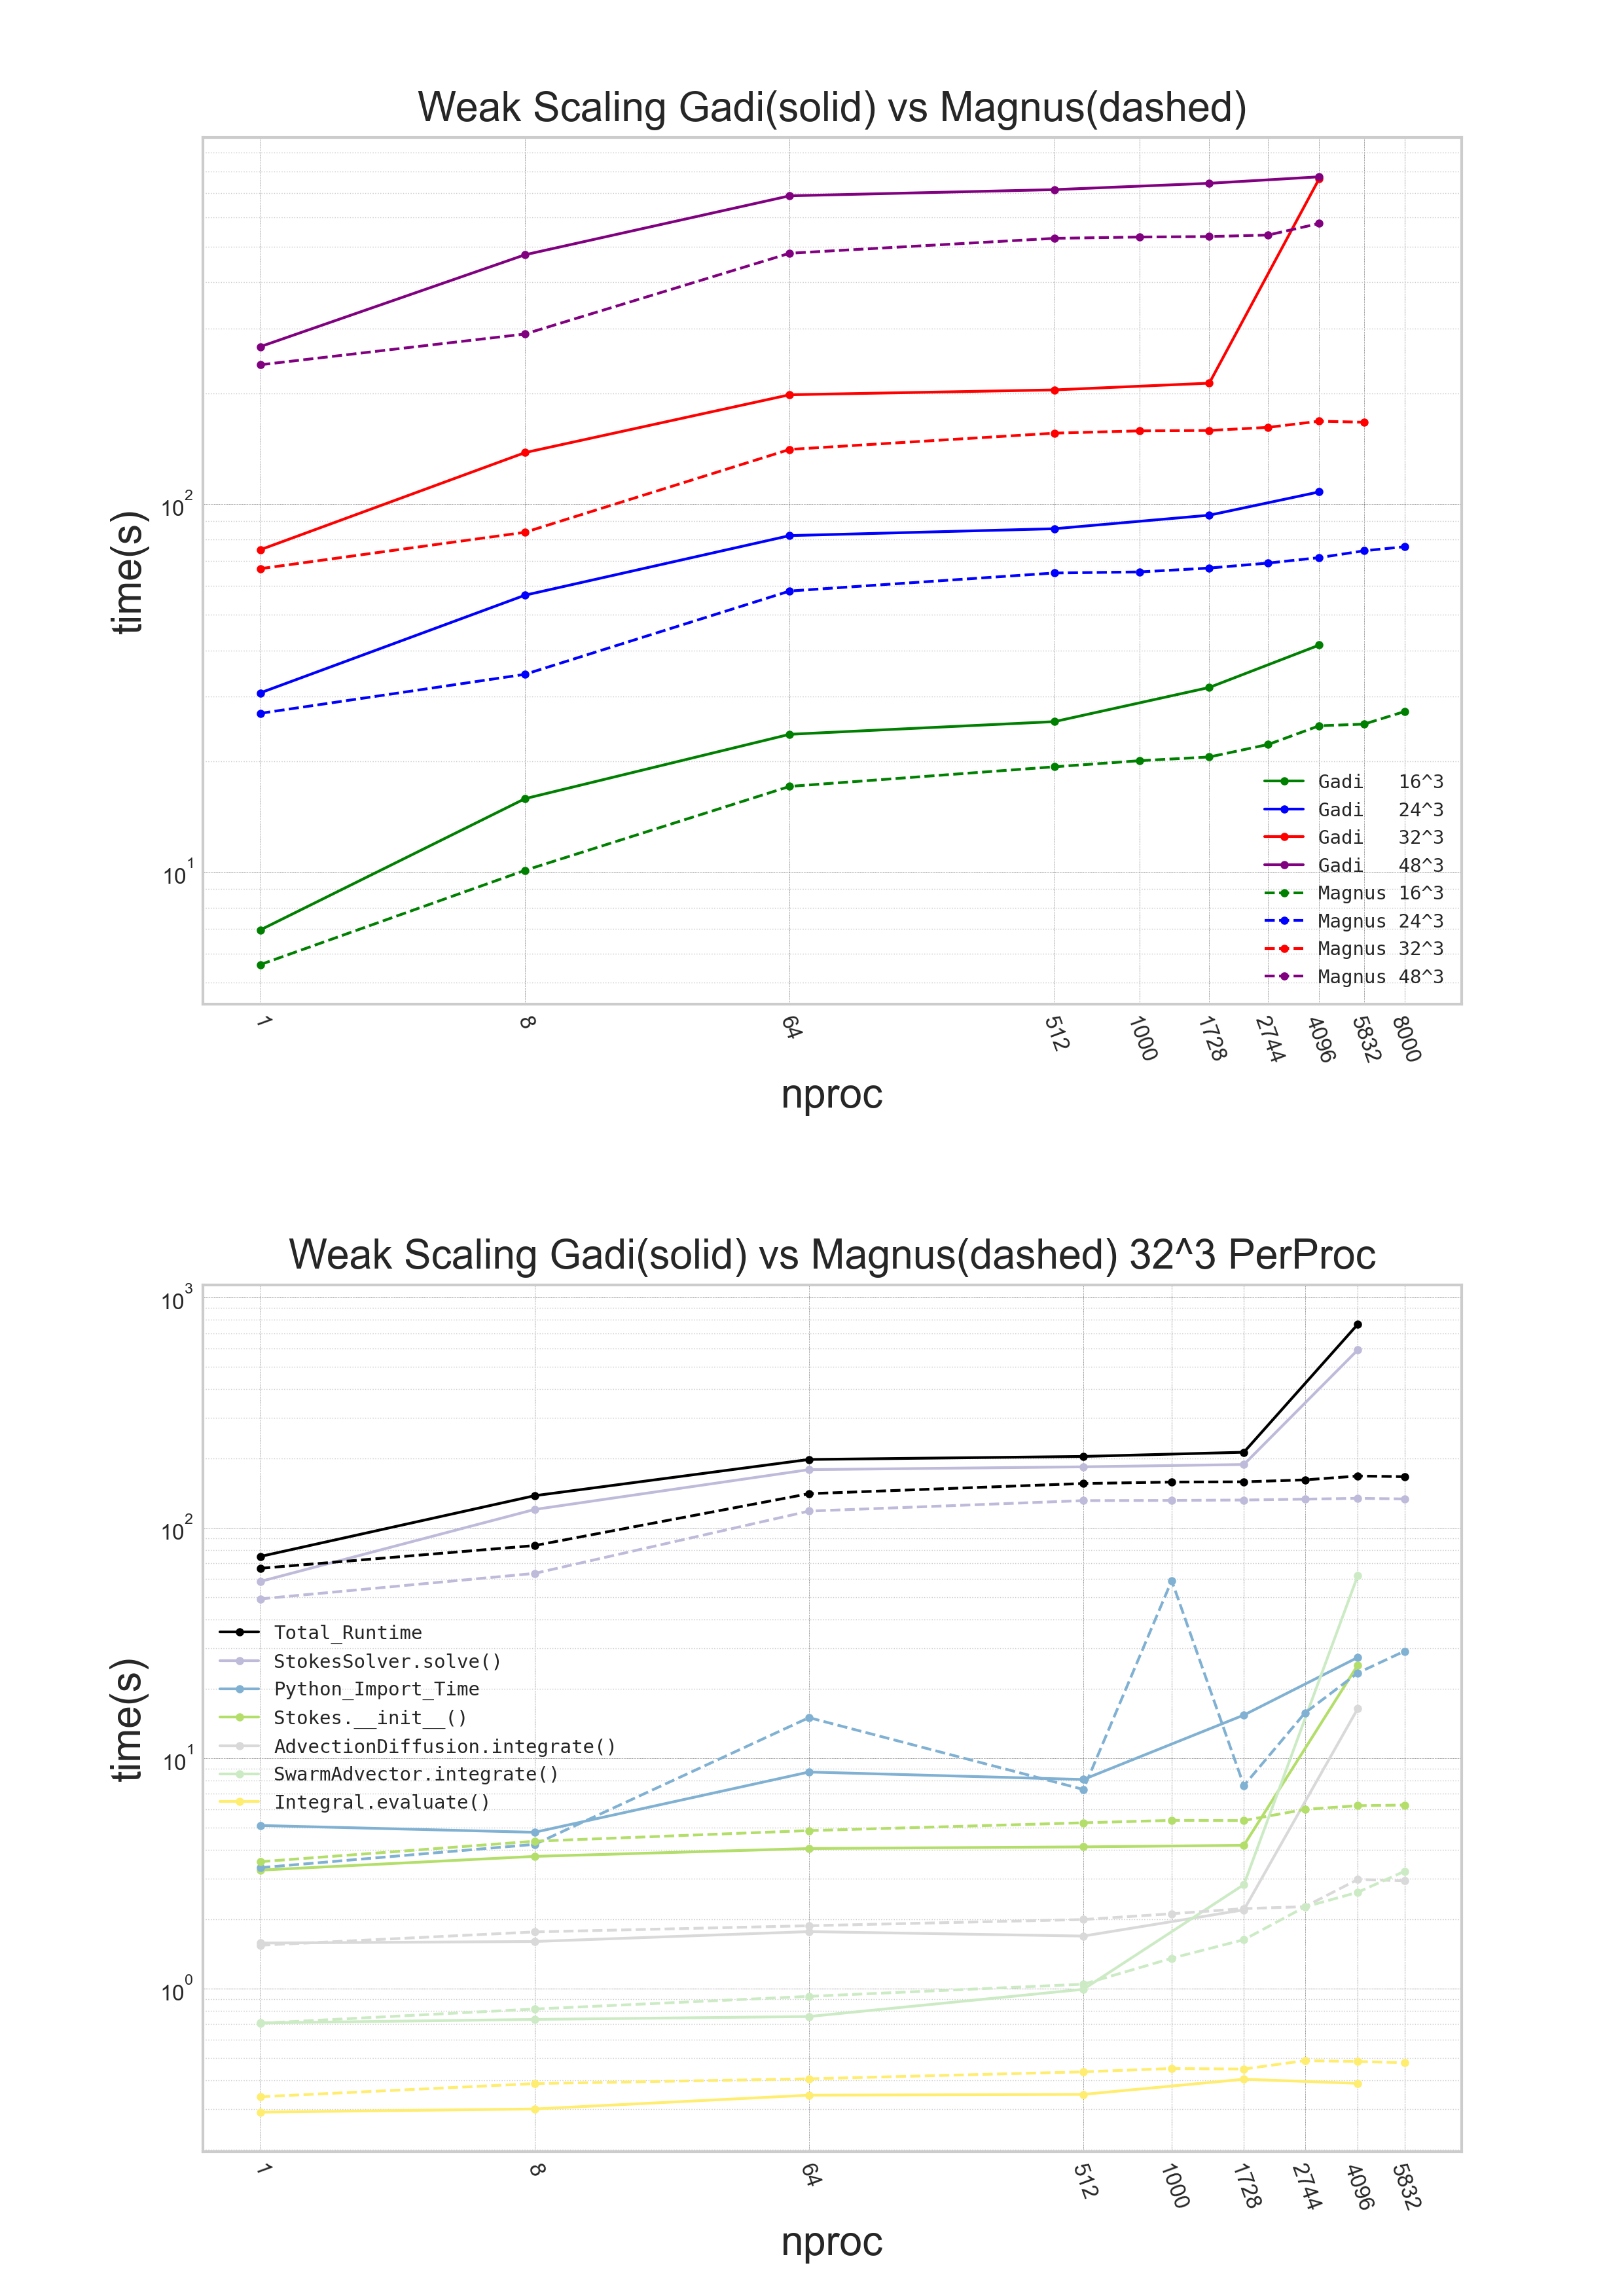 Weak Scaling Gadi(solid) vs Magnus(dashed)
time(s)
10^2
10^1
Gadi 16^3
Gadi 24^3
Gadi 32^3
Gadi 48^3
Magnus 16^3
Magnus 24^3
Magnus 32^3
Magnus 48^3
1 8 64 512 1000 1728 2744 4096 5832 8000
nproc
Weak Scaling Gadi(solid) vs Magnus(dashed) 32^3 PerProc
time(s)
10^3
10^2
10^1
10^0
Total_Runtime
StokesSolver.solve()
Python_Import_Time
Stokes.__init__()
AdvectionDiffusion.integrate()
SwarmAdvector.integrate()
Integral.evaluate()
1 8 64 512 1000 1728 2744 4096 5832
nproc